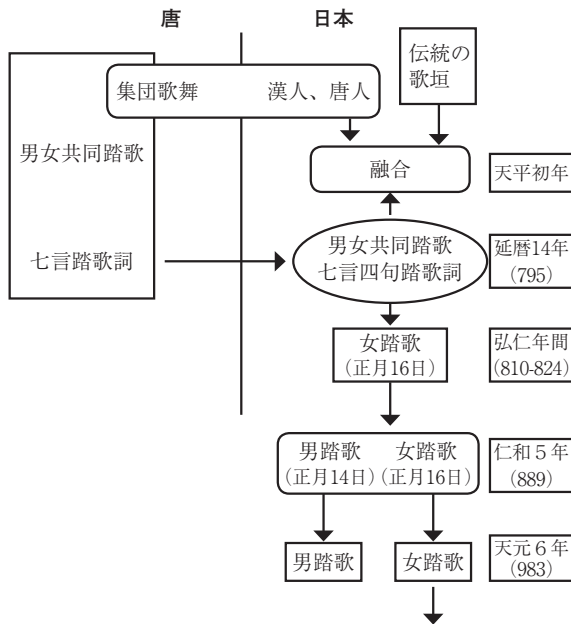 唐 日本
伝統の
歌垣
集団歌舞 漢人、唐人
男女共同踏歌
融合 天平初年
七言踏歌詞
男女共同踏歌
七言四句踏歌詞
延暦14年
(795)
女踏歌
(正月16日)
弘仁年間
(810-824)
男踏歌 女踏歌
(正月14日) (正月16日)
仁和５年
(889)
男踏歌 女踏歌
天元６年
(983)